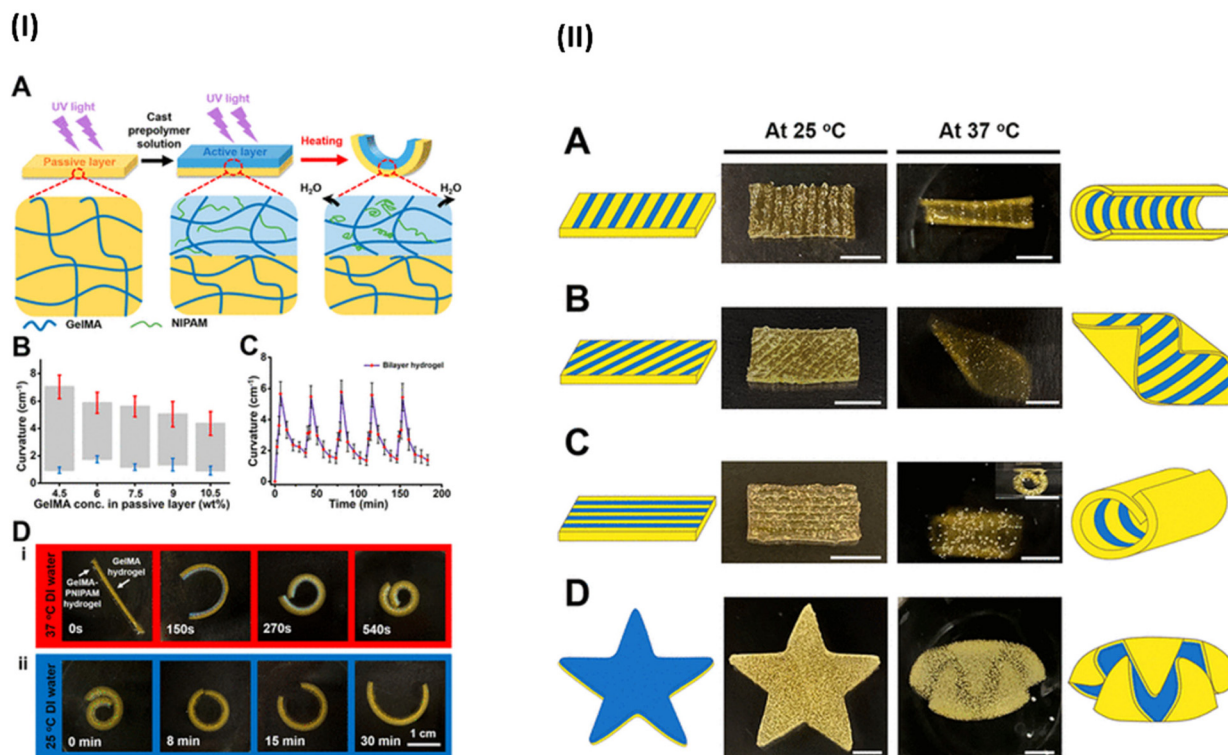 (I)
A
UV light
UV light
Cast
prepolymer
solution
Heating
Passive layer
Active layer
H₂O
H₂O
GelMA
NIPAM
B
Curvature (cm⁻¹)
8
6
4
2
0
4.5
6
7.5
9
10.5
GelMA conc. in passive layer (wt%)
C
Bilayer hydrogel
Curvature (cm⁻¹)
8
6
4
2
0
0
50
100
150
200
Time (min)
D
i
37 °C DI water
GelMA-
PNIPAM
hydrogel
GelMA
hydrogel
0s
150s
270s
540s
ii
25 °C DI water
0 min
8 min
15 min
30 min
1 cm
(II)
At 25 °C
At 37 °C
A
B
C
D